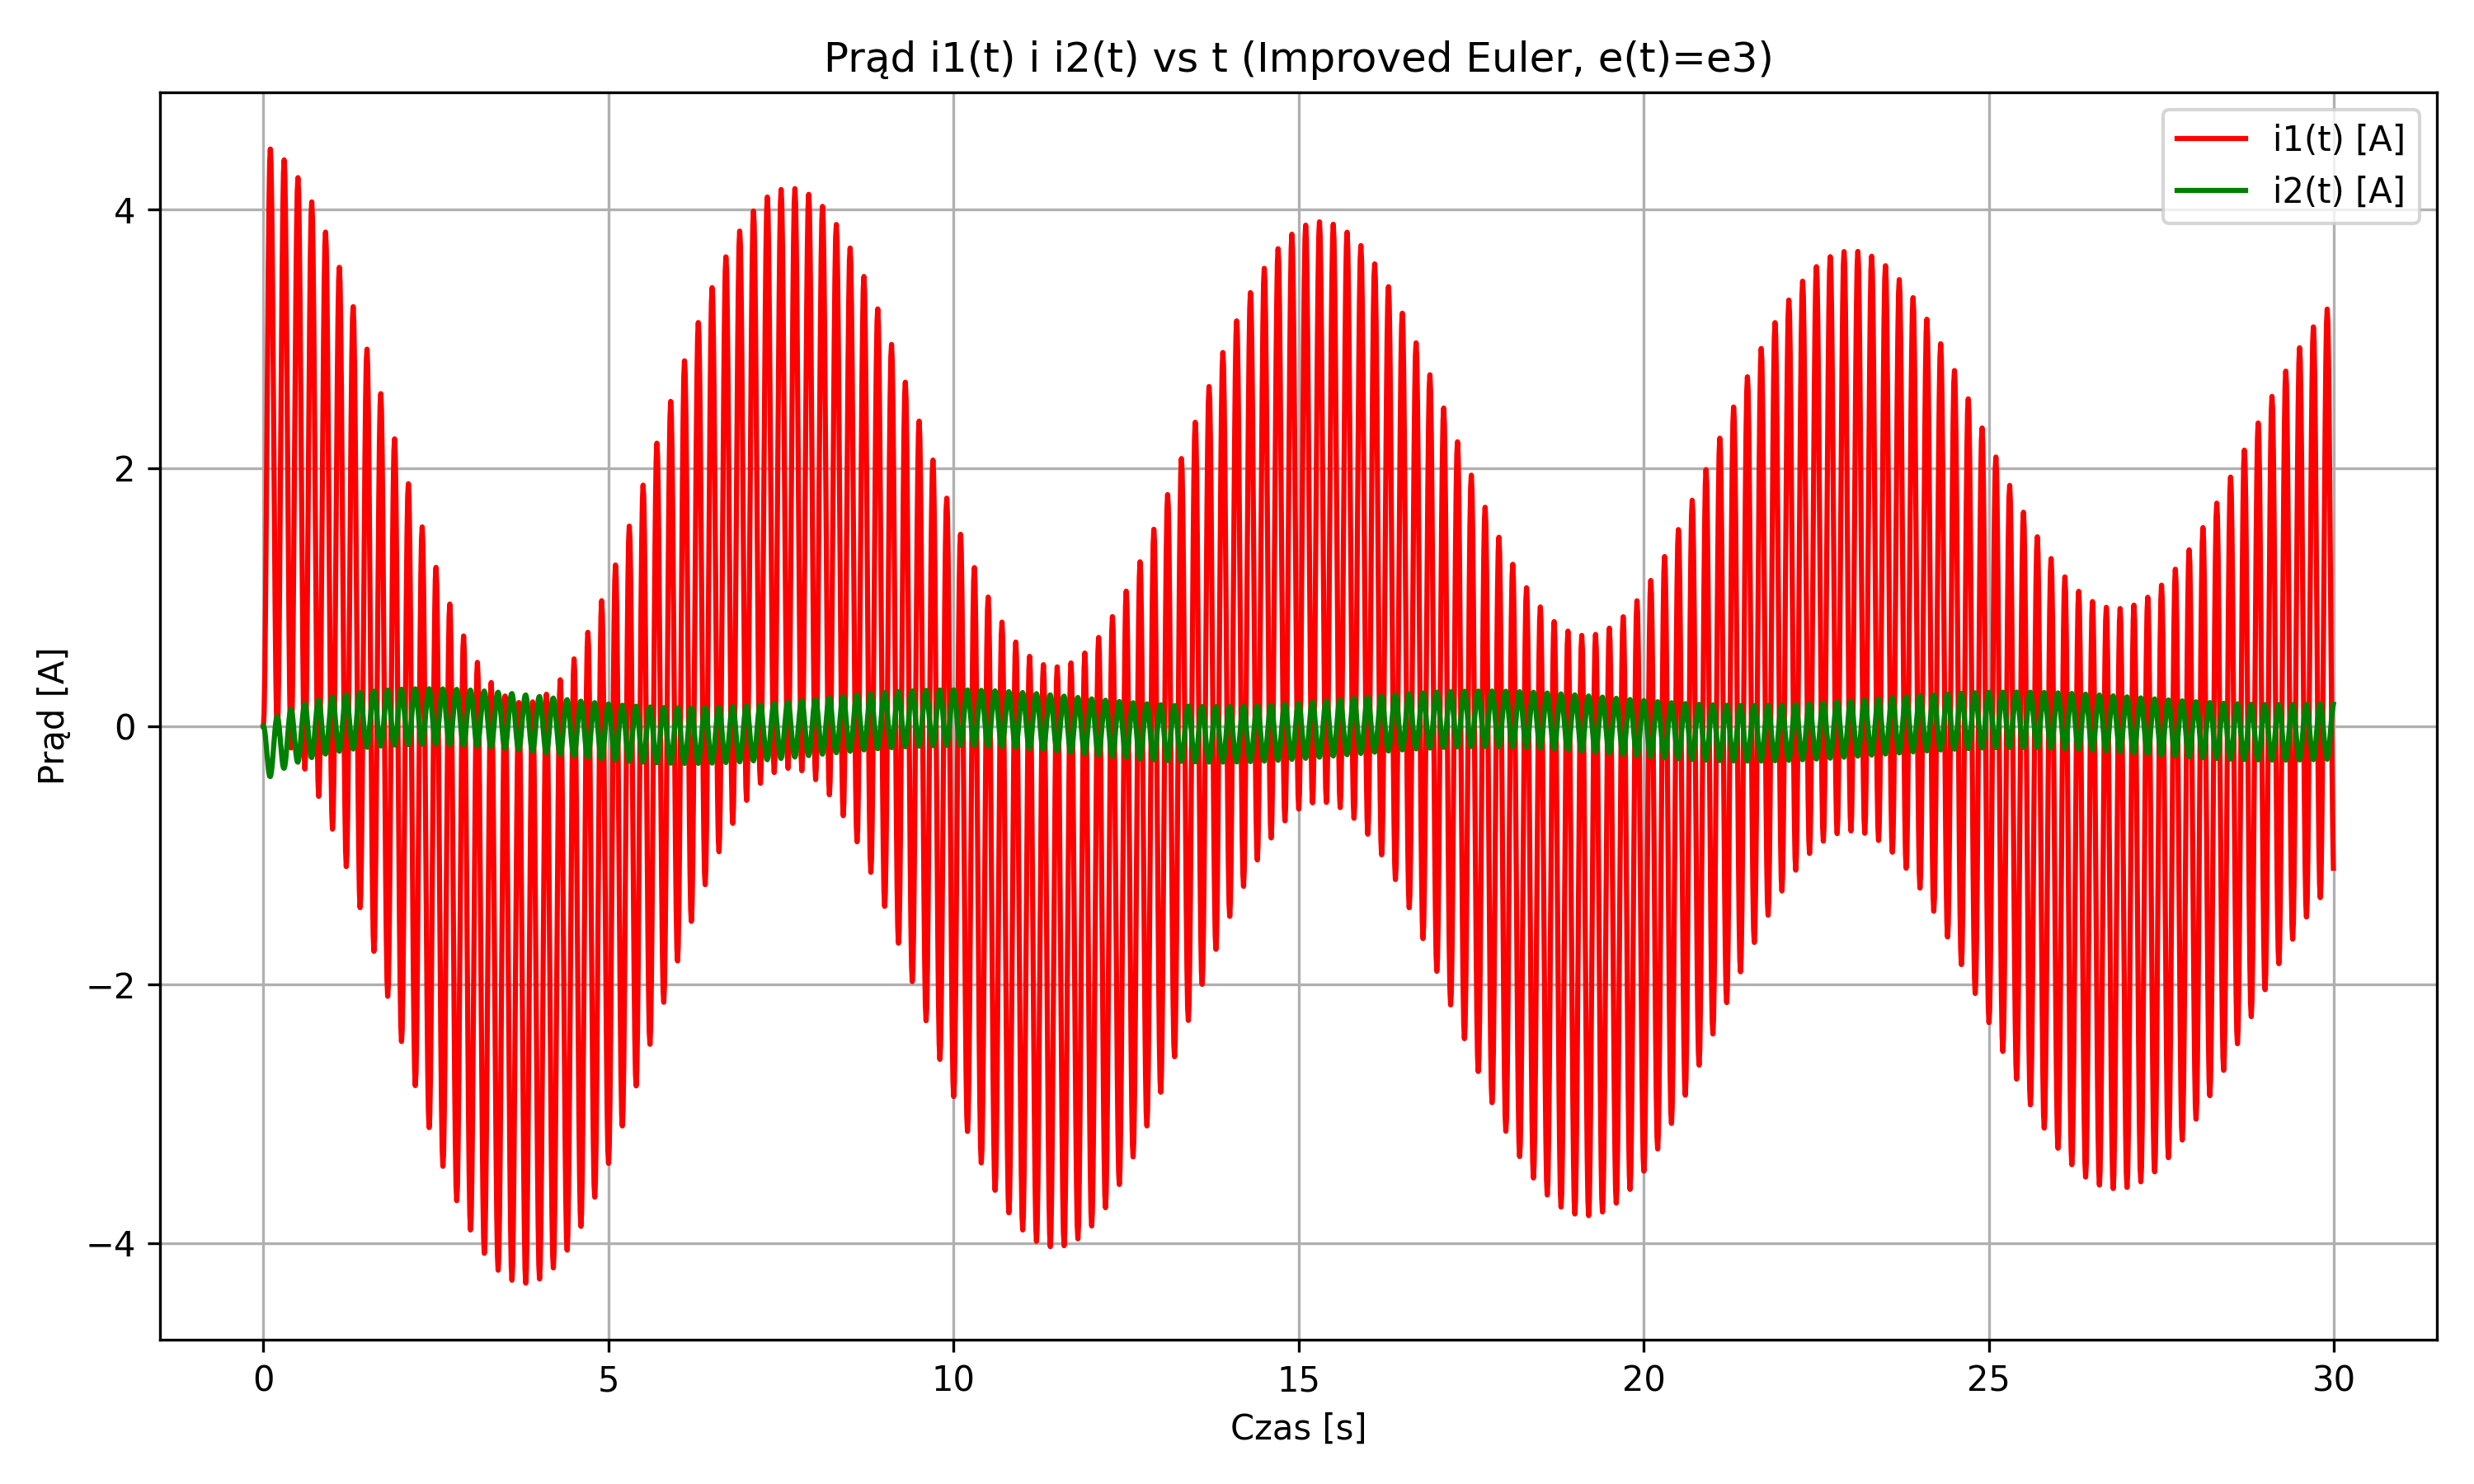 Prąd i1(t) i i2(t) vs t (Improved Euler, e(t)=e3)
i1(t) [A]
i2(t) [A]
Prąd [A]
4
2
0
−2
−4
0 5 10 15 20 25 30
Czas [s]